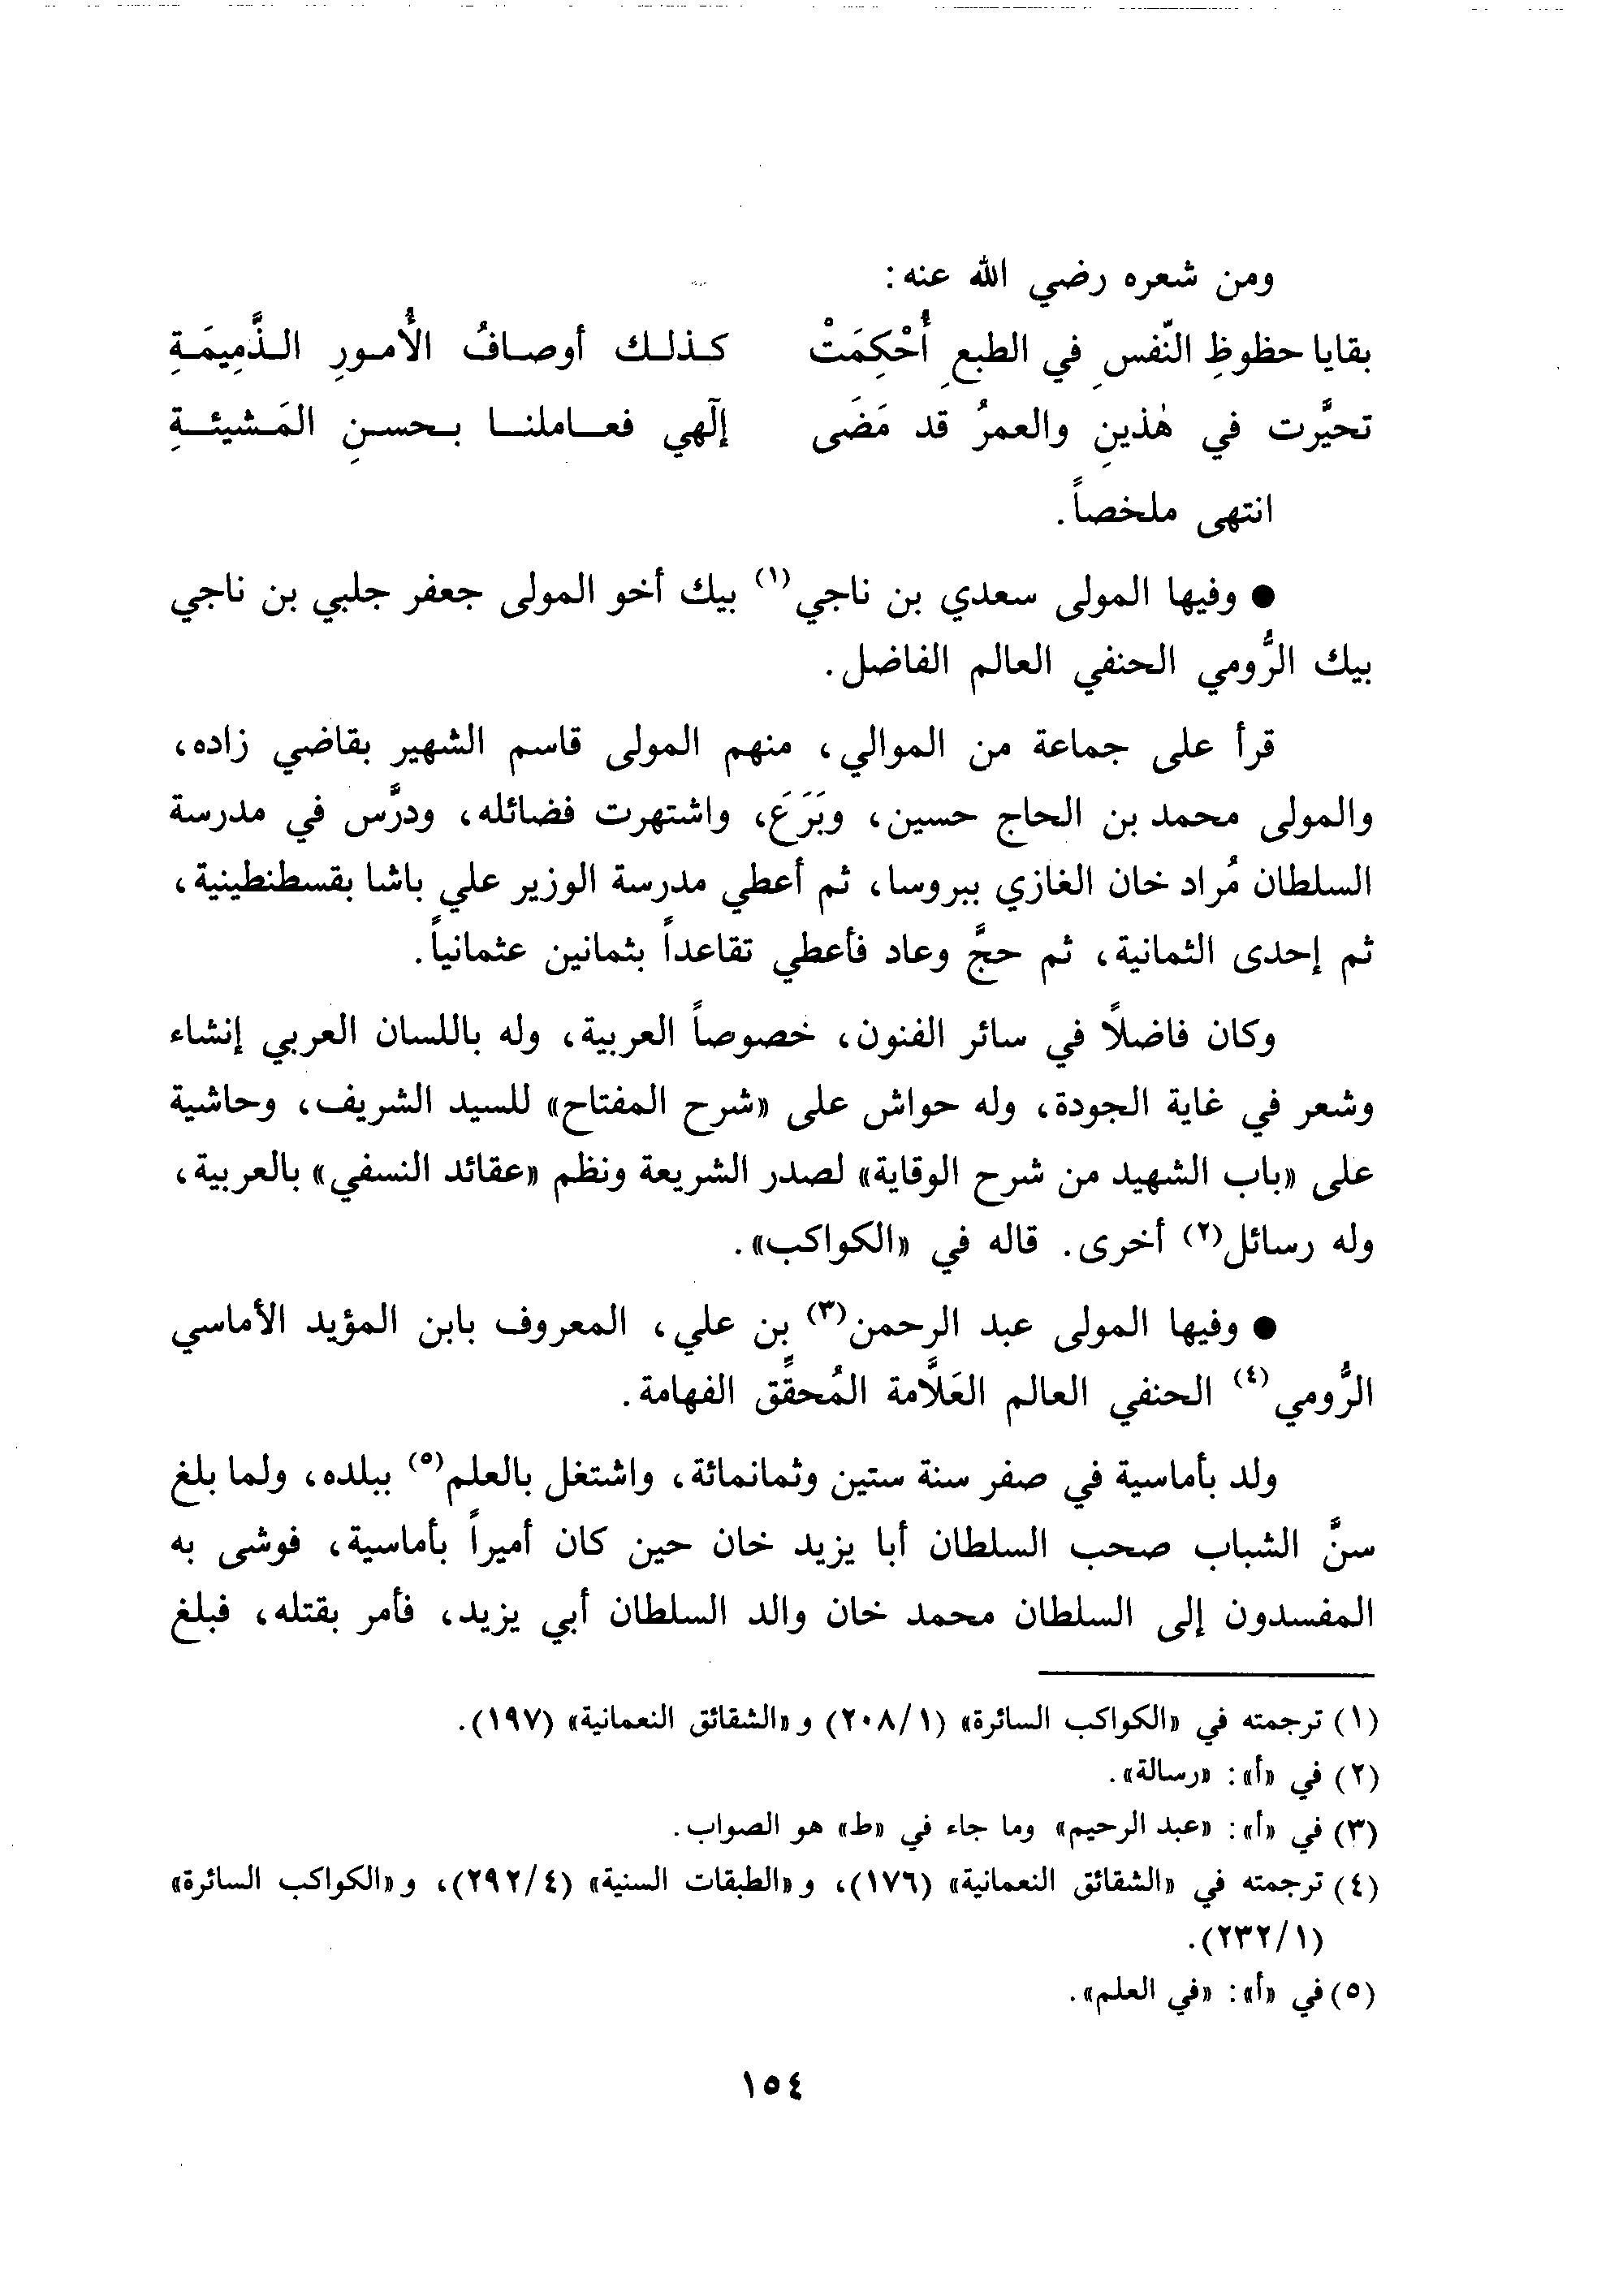 ومن شعره رضي الله عنه:
بقايا حظوظِ النّفسِ في الطبعِ أُحْكِمَتْ كـذلـك أوصـافُ الأُمـورِ الـذَّمِيمَـةِ
تحيَّرت في هٰذينِ والعمرُ قد مَضَى إلٓهي فعـاملنـا بـحسـنِ المَـشيئـةِ
انتهى ملخصاً.
● وفيها المولى سعدي بن ناجي(١) بيك أخو المولى جعفر جلبي بن ناجي
بيك الرُّومي الحنفي العالم الفاضل.
قرأ على جماعة من الموالي، منهم المولى قاسم الشهير بقاضي زاده،
والمولى محمد بن الحاج حسين، وبَرَعَ، واشتهرت فضائله، ودرَّس في مدرسة
السلطان مُراد خان الغازي ببروسا، ثم أعطي مدرسة الوزير علي باشا بقسطنطينية،
ثم إحدى الثمانية، ثم حجَّ وعاد فأعطي تقاعداً بثمانين عثمانياً.
وكان فاضلاً في سائر الفنون، خصوصاً العربية، وله باللسان العربي إنشاء
وشعر في غاية الجودة، وله حواش على «شرح المفتاح» للسيد الشريف، وحاشية
على «باب الشهيد من شرح الوقاية» لصدر الشريعة ونظم «عقائد النسفي» بالعربية،
وله رسائل(٢) أخرى. قاله في «الكواكب».
● وفيها المولى عبد الرحمن(٣) بن علي، المعروف بابن المؤيد الأماسي
الرُّومي(٤) الحنفي العالم العَلَّامة المُحقِّق الفهامة.
ولد بأماسية في صفر سنة ستين وثمانمائة، واشتغل بالعلم(٥) ببلده، ولما بلغ
سنَّ الشباب صحب السلطان أبا يزيد خان حين كان أميراً بأماسية، فوشى به
المفسدون إلى السلطان محمد خان والد السلطان أبي يزيد، فأمر بقتله، فبلغ
(١) ترجمته في «الكواكب السائرة» (٢٠٨/١) و «الشقائق النعمانية» (١٩٧).
(٢) في «أ»: «رسالة».
(٣) في «أ»: «عبد الرحيم» وما جاء في «ط» هو الصواب.
(٤) ترجمته في «الشقائق النعمانية» (١٧٦)، و «الطبقات السنية» (٢٩٢/٤)، و «الكواكب السائرة»
(٢٣٢/١).
(٥) في «أ»: «في العلم».
١٥٤